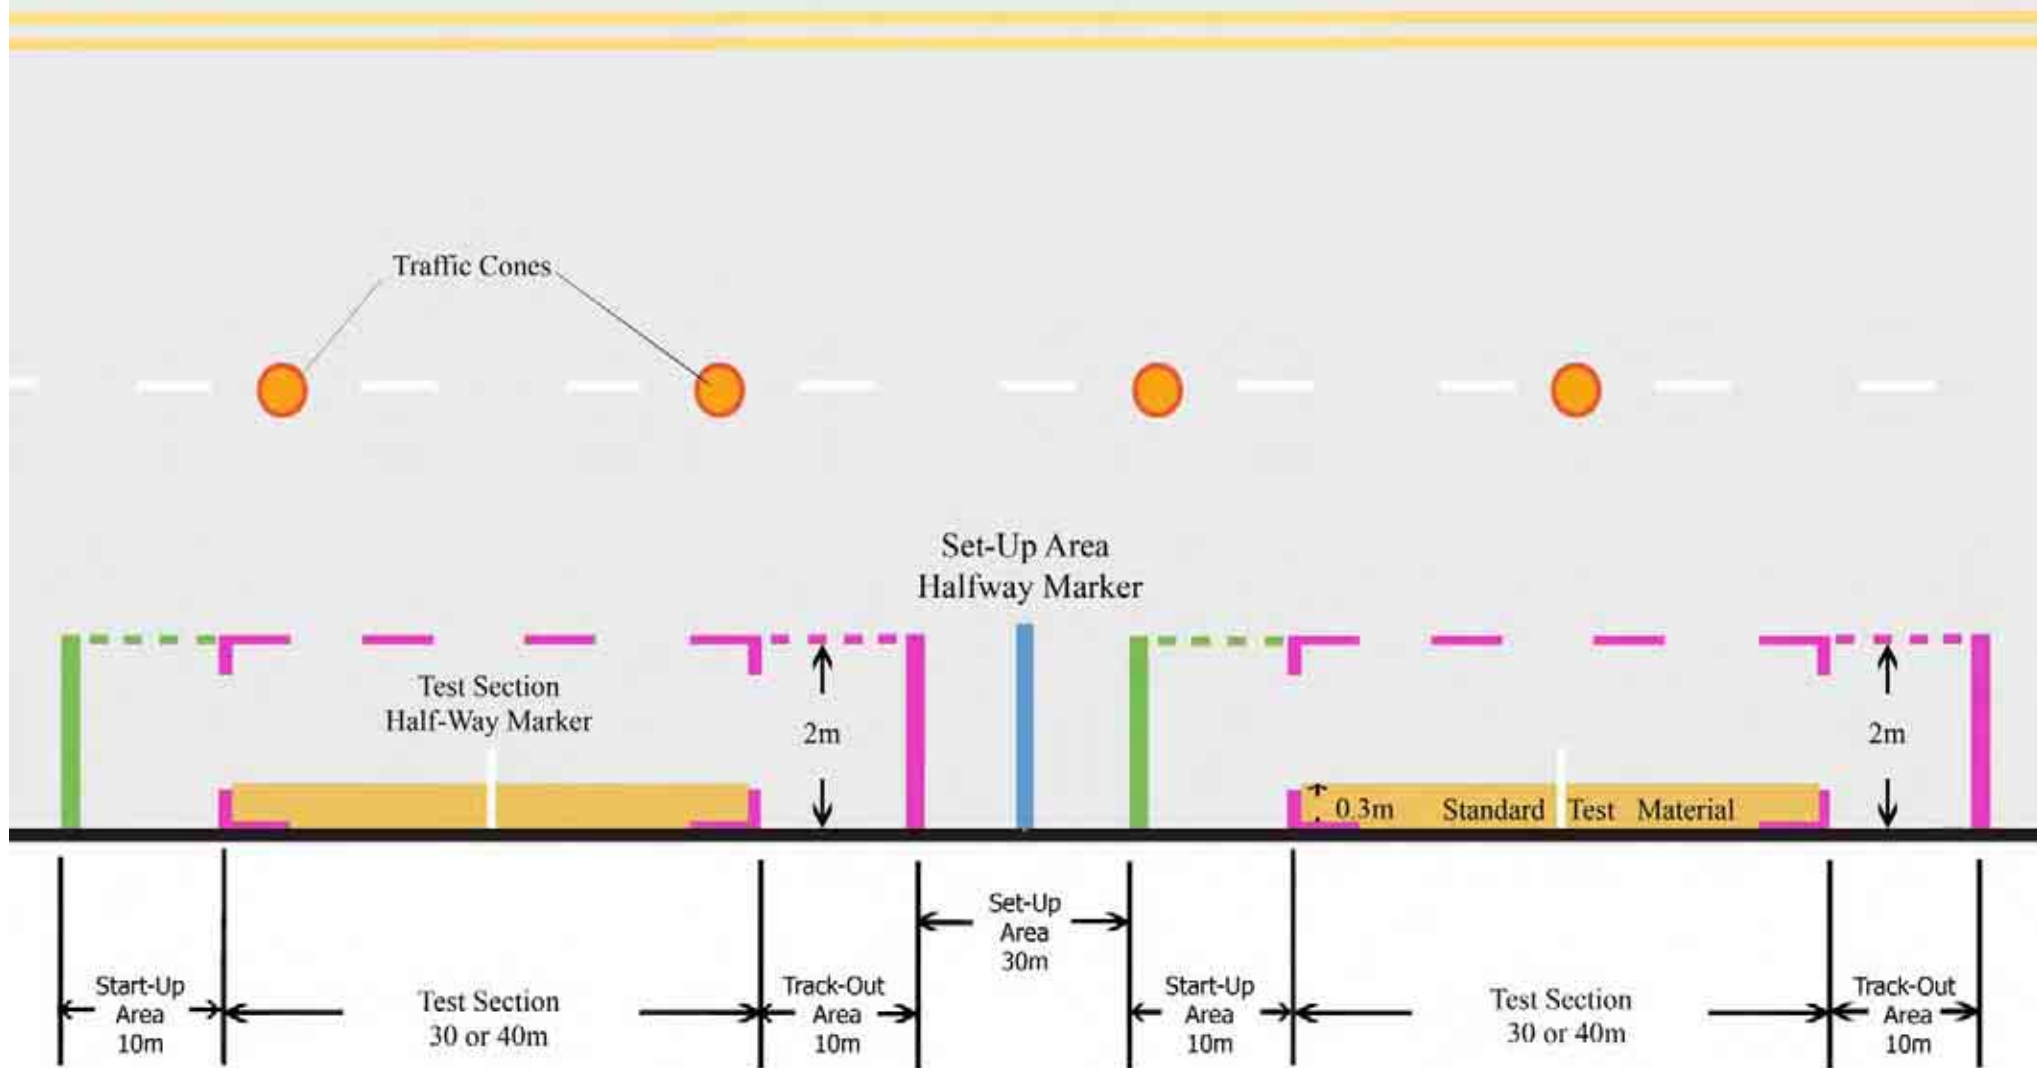 Traffic Cones
Set-Up Area
Halfway Marker
Test Section
Half-Way Marker
2m
2m
0.3m Standard Test Material
Set-Up
Area
30m
Start-Up
Area
10m
Test Section
30 or 40m
Track-Out
Area
10m
Start-Up
Area
10m
Test Section
30 or 40m
Track-Out
Area
10m